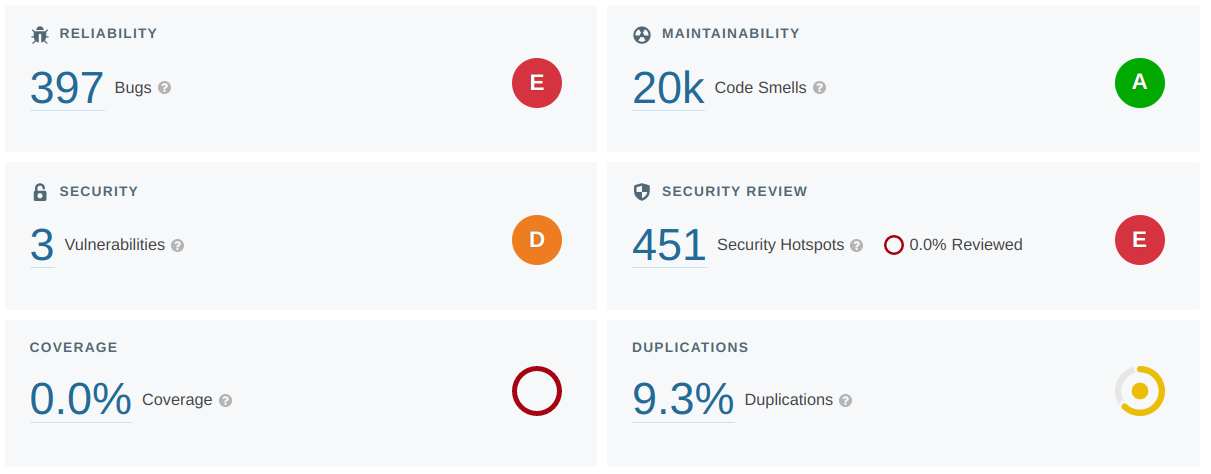 RELIABILITY
397 Bugs ?
E
MAINTAINABILITY
20k Code Smells ?
A
SECURITY
3 Vulnerabilities ?
D
SECURITY REVIEW
451 Security Hotspots ? 0.0% Reviewed
E
COVERAGE
0.0% Coverage ?
DUPLICATIONS
9.3% Duplications ?